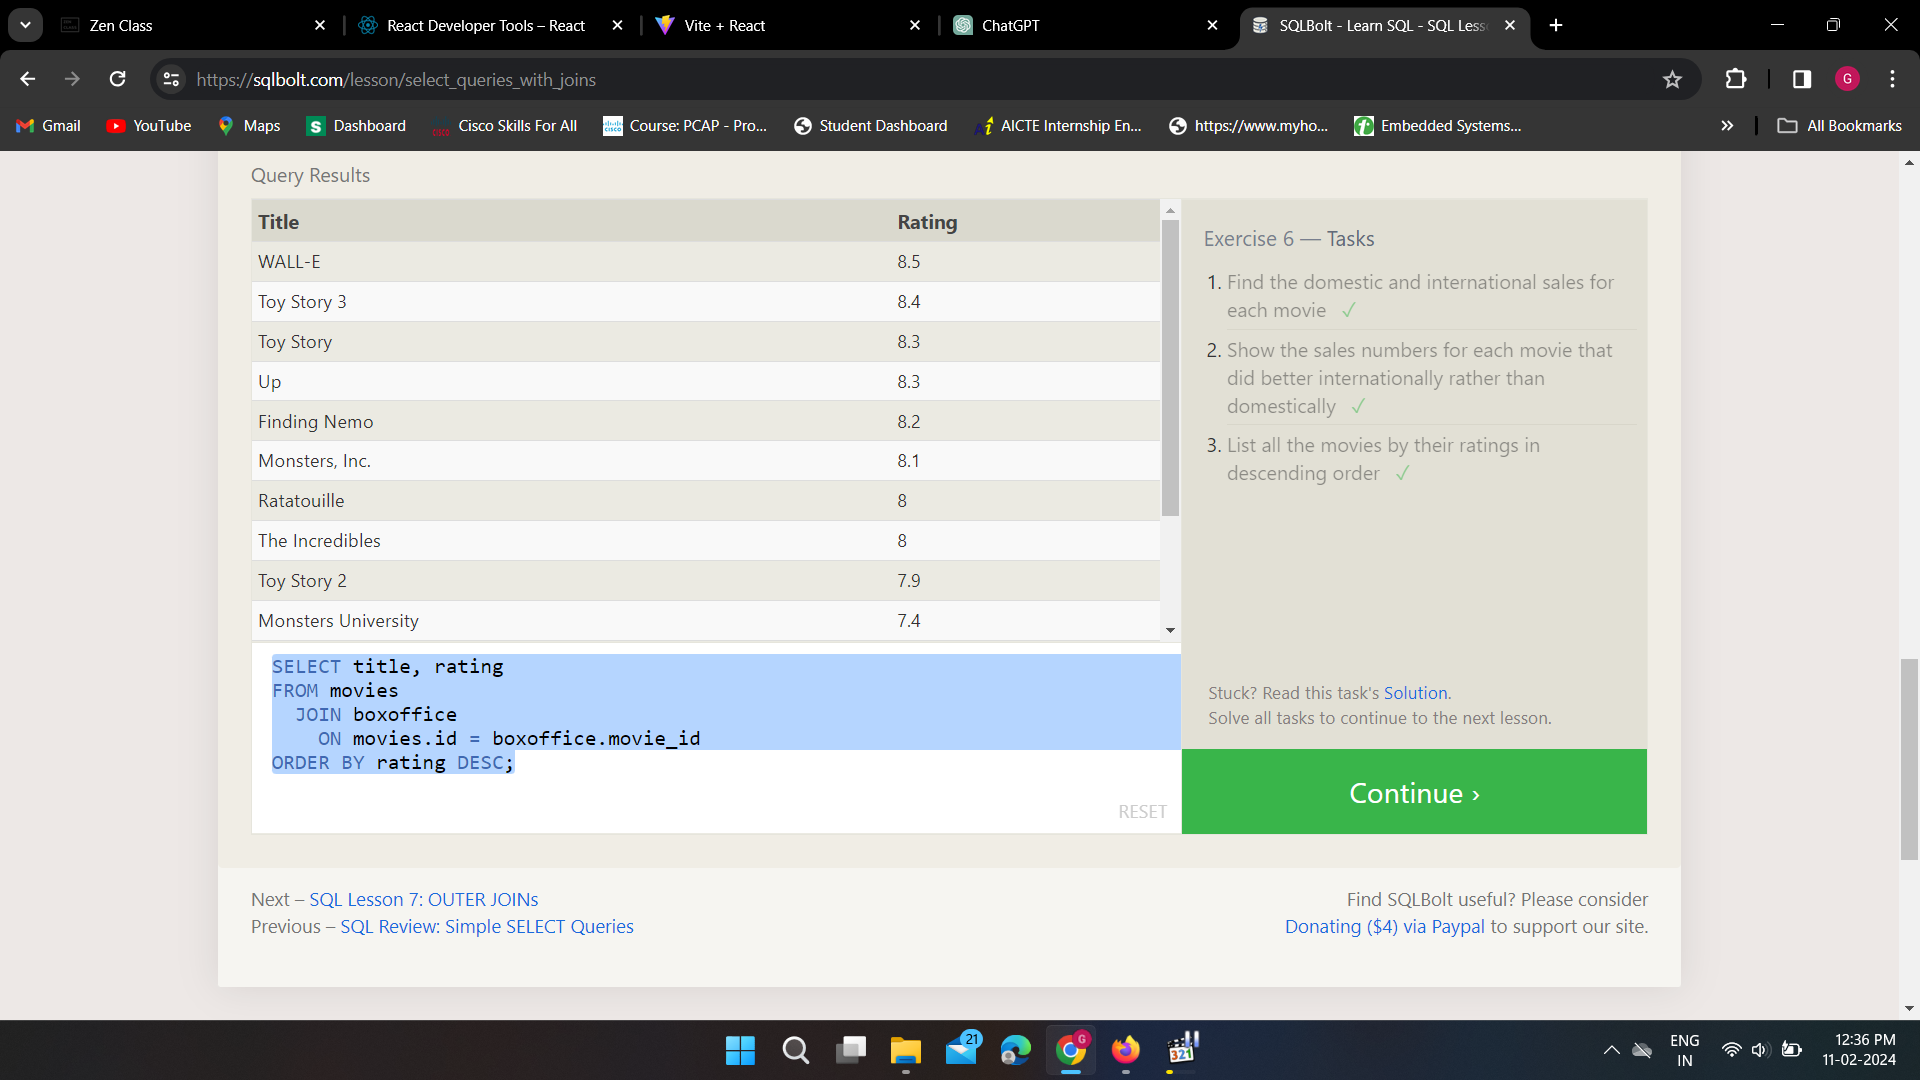 Zen Class
React Developer Tools – React
Vite + React
ChatGPT
SQLBolt - Learn SQL - SQL Less
https://sqlbolt.com/lesson/select_queries_with_joins
G
Gmail
YouTube
Maps
Dashboard
Cisco Skills For All
Course: PCAP - Pro...
Student Dashboard
AICTE Internship En...
https://www.myho...
Embedded Systems...
All Bookmarks
Query Results
Title Rating
WALL-E 8.5
Toy Story 3 8.4
Toy Story 8.3
Up 8.3
Finding Nemo 8.2
Monsters, Inc. 8.1
Ratatouille 8
The Incredibles 8
Toy Story 2 7.9
Monsters University 7.4
SELECT title, rating
FROM movies
JOIN boxoffice
ON movies.id = boxoffice.movie_id
ORDER BY rating DESC;
RESET
Exercise 6 — Tasks
1. Find the domestic and international sales for
each movie ✓
2. Show the sales numbers for each movie that
did better internationally rather than
domestically ✓
3. List all the movies by their ratings in
descending order ✓
Stuck? Read this task's Solution.
Solve all tasks to continue to the next lesson.
Continue ›
Next – SQL Lesson 7: OUTER JOINs
Previous – SQL Review: Simple SELECT Queries
Find SQLBolt useful? Please consider
Donating ($4) via Paypal to support our site.
21
G
321
ENG
IN
12:36 PM
11-02-2024